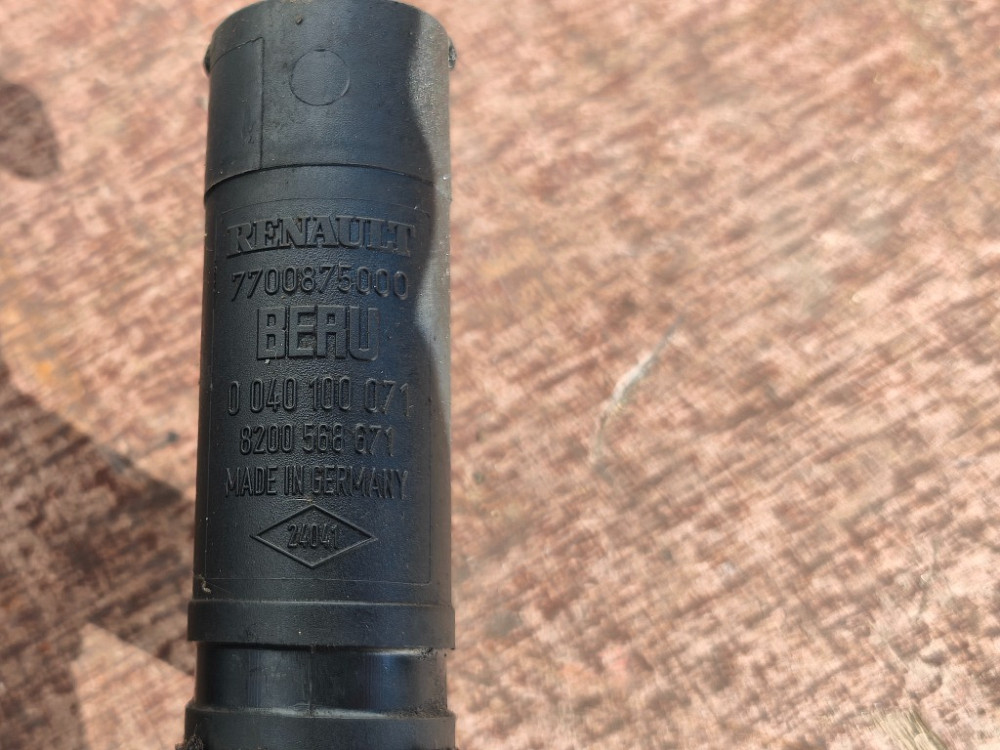 RENAULT
7700875000
BERU
0 040 100 071
8200 568 671
MADE IN GERMANY
24041